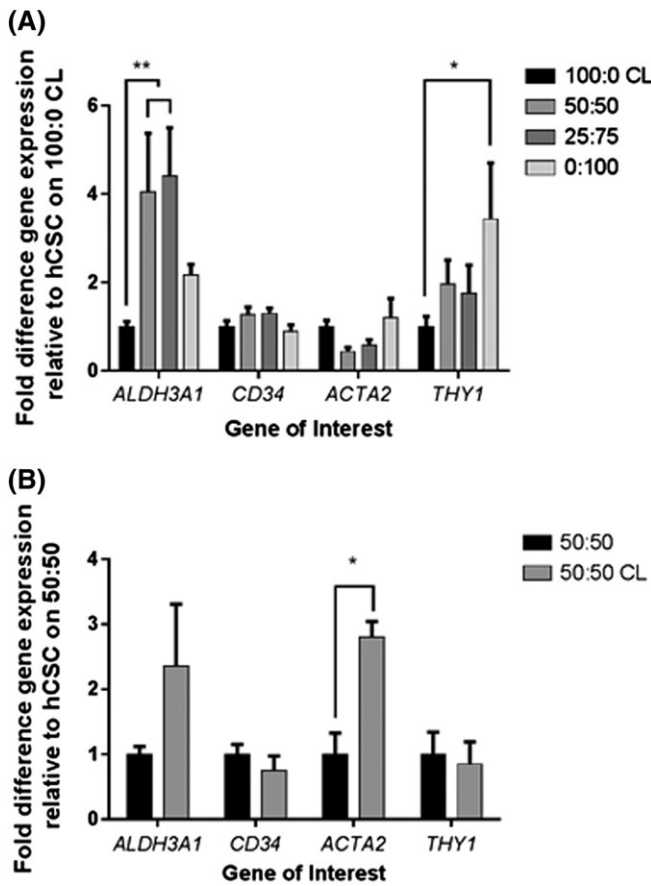 (A)
Fold difference gene expression
relative to hCSC on 100:0 CL
6
4
2
0
**
*
100:0 CL
50:50
25:75
0:100
ALDH3A1 CD34 ACTA2 THY1
Gene of Interest
(B)
Fold difference gene expression
relative to hCSC on 50:50
4
3
2
1
0
*
50:50
50:50 CL
ALDH3A1 CD34 ACTA2 THY1
Gene of Interest